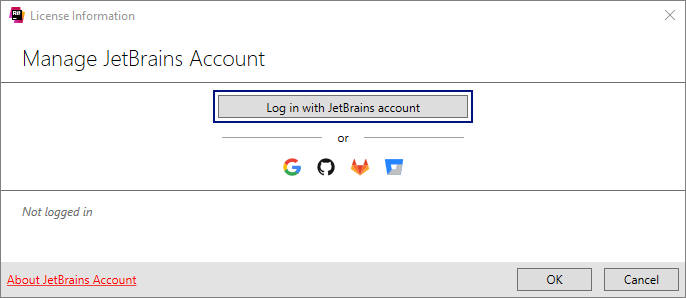 License Information
Manage JetBrains Account
Log in with JetBrains account
or
Not logged in
About JetBrains Account
OK
Cancel